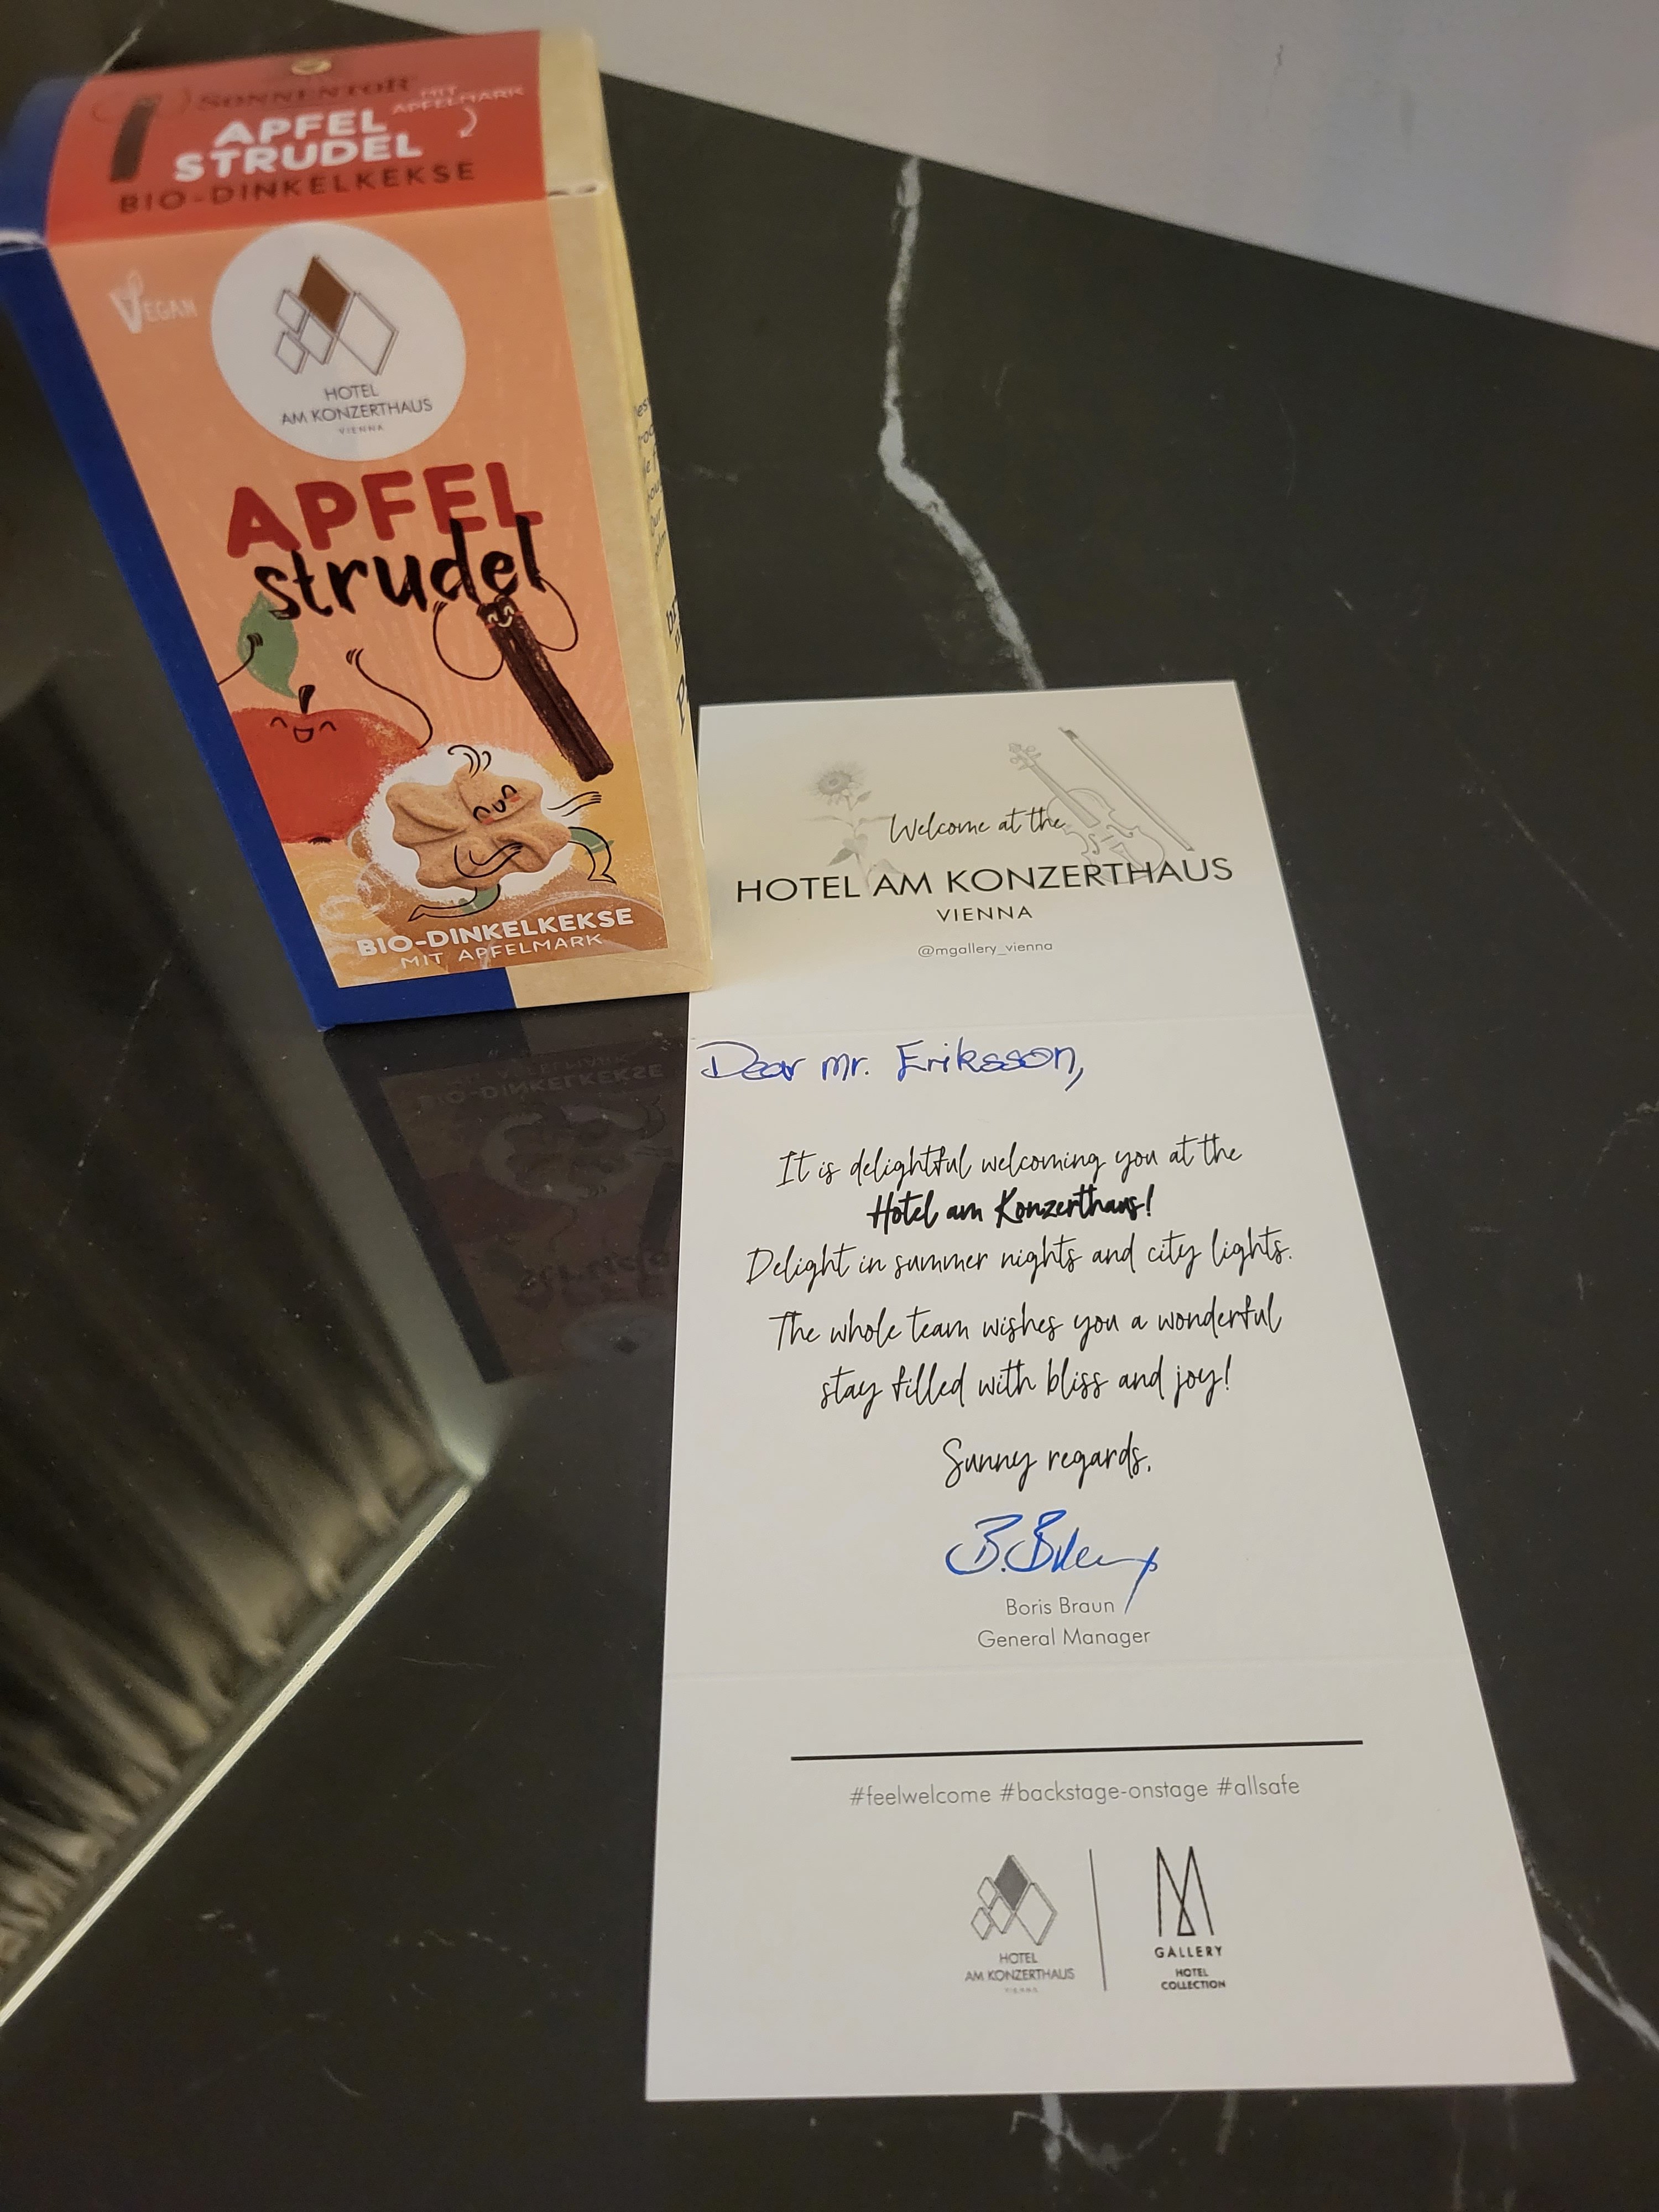 SONNENTOR
MIT
APFELMARK
APFEL
STRUDEL
BIO-DINKELKEKSE
VEGAN
HOTEL
AM KONZERTHAUS
VIENNA
APFEL
strudel
BIO-DINKELKEKSE
MIT APFELMARK
Welcome at the
HOTEL AM KONZERTHAUS
VIENNA
@mgallery_vienna
Dear mr. Eriksson,
It is delightful welcoming you at the
Hotel am Konzerthaus!
Delight in summer nights and city lights.
The whole team wishes you a wonderful
stay filled with bliss and joy!
Sunny regards,
Boris Braun
General Manager
#feelwelcome #backstage-onstage #allsafe
HOTEL
AM KONZERTHAUS
VIENNA
M
GALLERY
HOTEL
COLLECTION